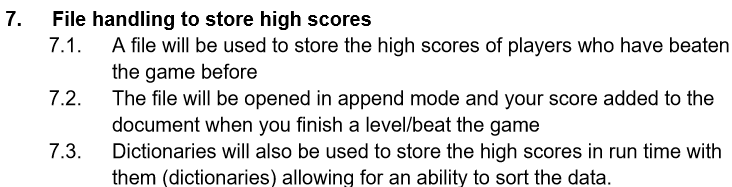 7. File handling to store high scores
7.1. A file will be used to store the high scores of players who have beaten
the game before
7.2. The file will be opened in append mode and your score added to the
document when you finish a level/beat the game
7.3. Dictionaries will also be used to store the high scores in run time with
them (dictionaries) allowing for an ability to sort the data.